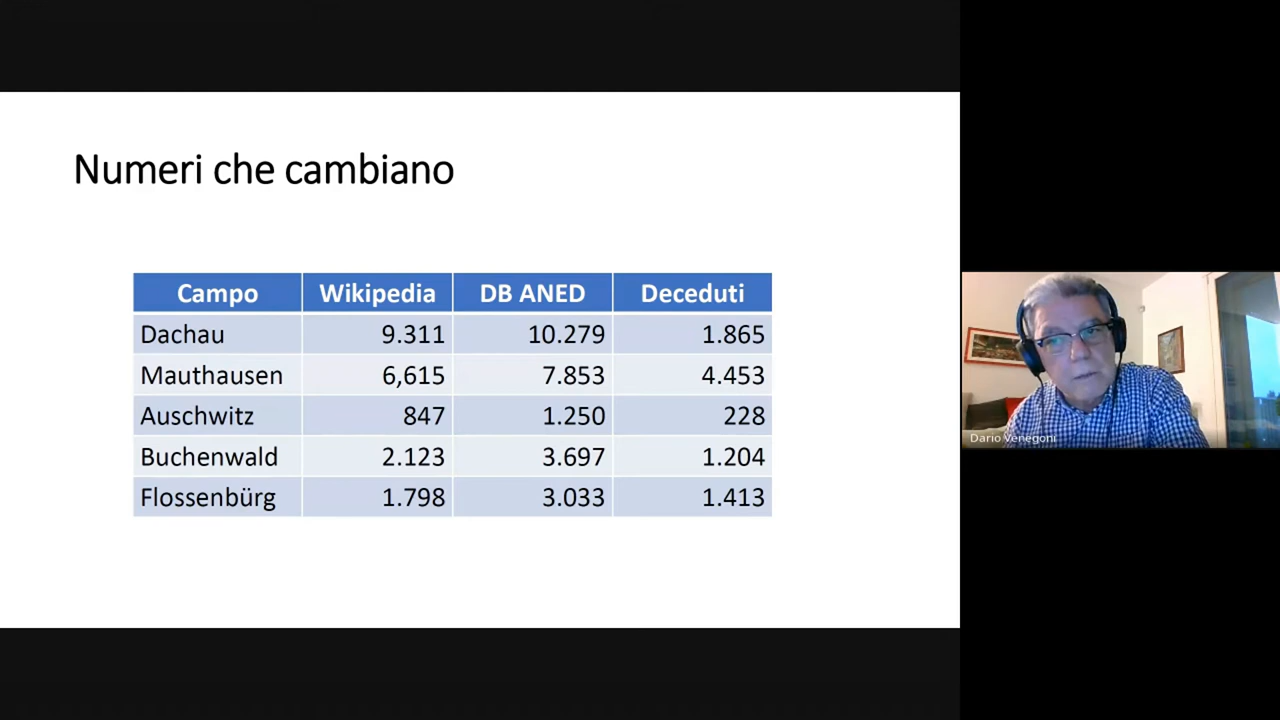 Numeri che cambiano
Campo Wikipedia DB ANED Deceduti
Dachau 9.311 10.279 1.865
Mauthausen 6,615 7.853 4.453
Auschwitz 847 1.250 228
Buchenwald 2.123 3.697 1.204
Flossenbürg 1.798 3.033 1.413
Dario Venegoni